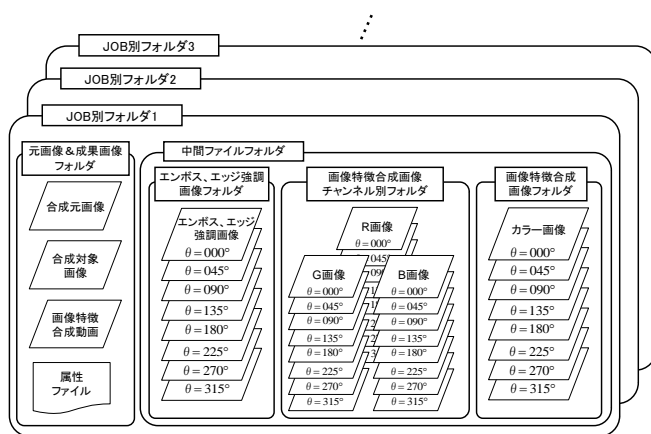 JOB別フォルダ3
JOB別フォルダ2
JOB別フォルダ1
元画像&成果画像
フォルダ
合成元画像
合成対象
画像
画像特徴
合成動画
属性
ファイル
中間ファイルフォルダ
エンボス、エッジ強調
画像フォルダ
エンボス、エッジ
強調画像
θ = 000°
θ = 045°
θ = 090°
θ = 135°
θ = 180°
θ = 225°
θ = 270°
θ = 315°
画像特徴合成画像
チャンネル別フォルダ
R画像
θ = 000°
G画像
θ = 000°
θ = 045°
θ = 090°
θ = 135°
θ = 180°
θ = 225°
θ = 270°
θ = 315°
B画像
θ = 000°
θ = 045°
θ = 090°
θ = 135°
θ = 180°
θ = 225°
θ = 270°
θ = 315°
画像特徴合成
画像フォルダ
カラー画像
θ = 000°
θ = 045°
θ = 090°
θ = 135°
θ = 180°
θ = 225°
θ = 270°
θ = 315°